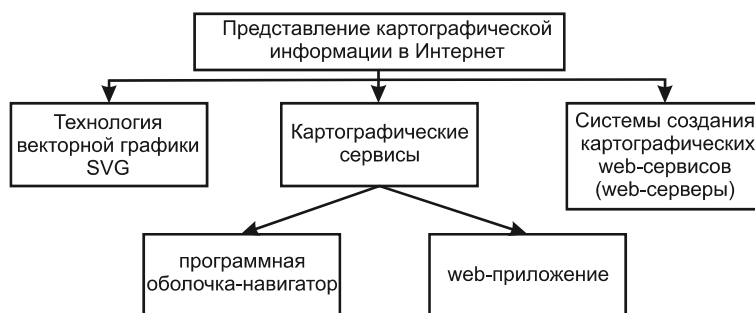 Представление картографической
информации в Интернет
Технология
векторной графики
SVG
Картографические
сервисы
Системы создания
картографических
web-сервисов
(web-серверы)
программная
оболочка-навигатор
web-приложение